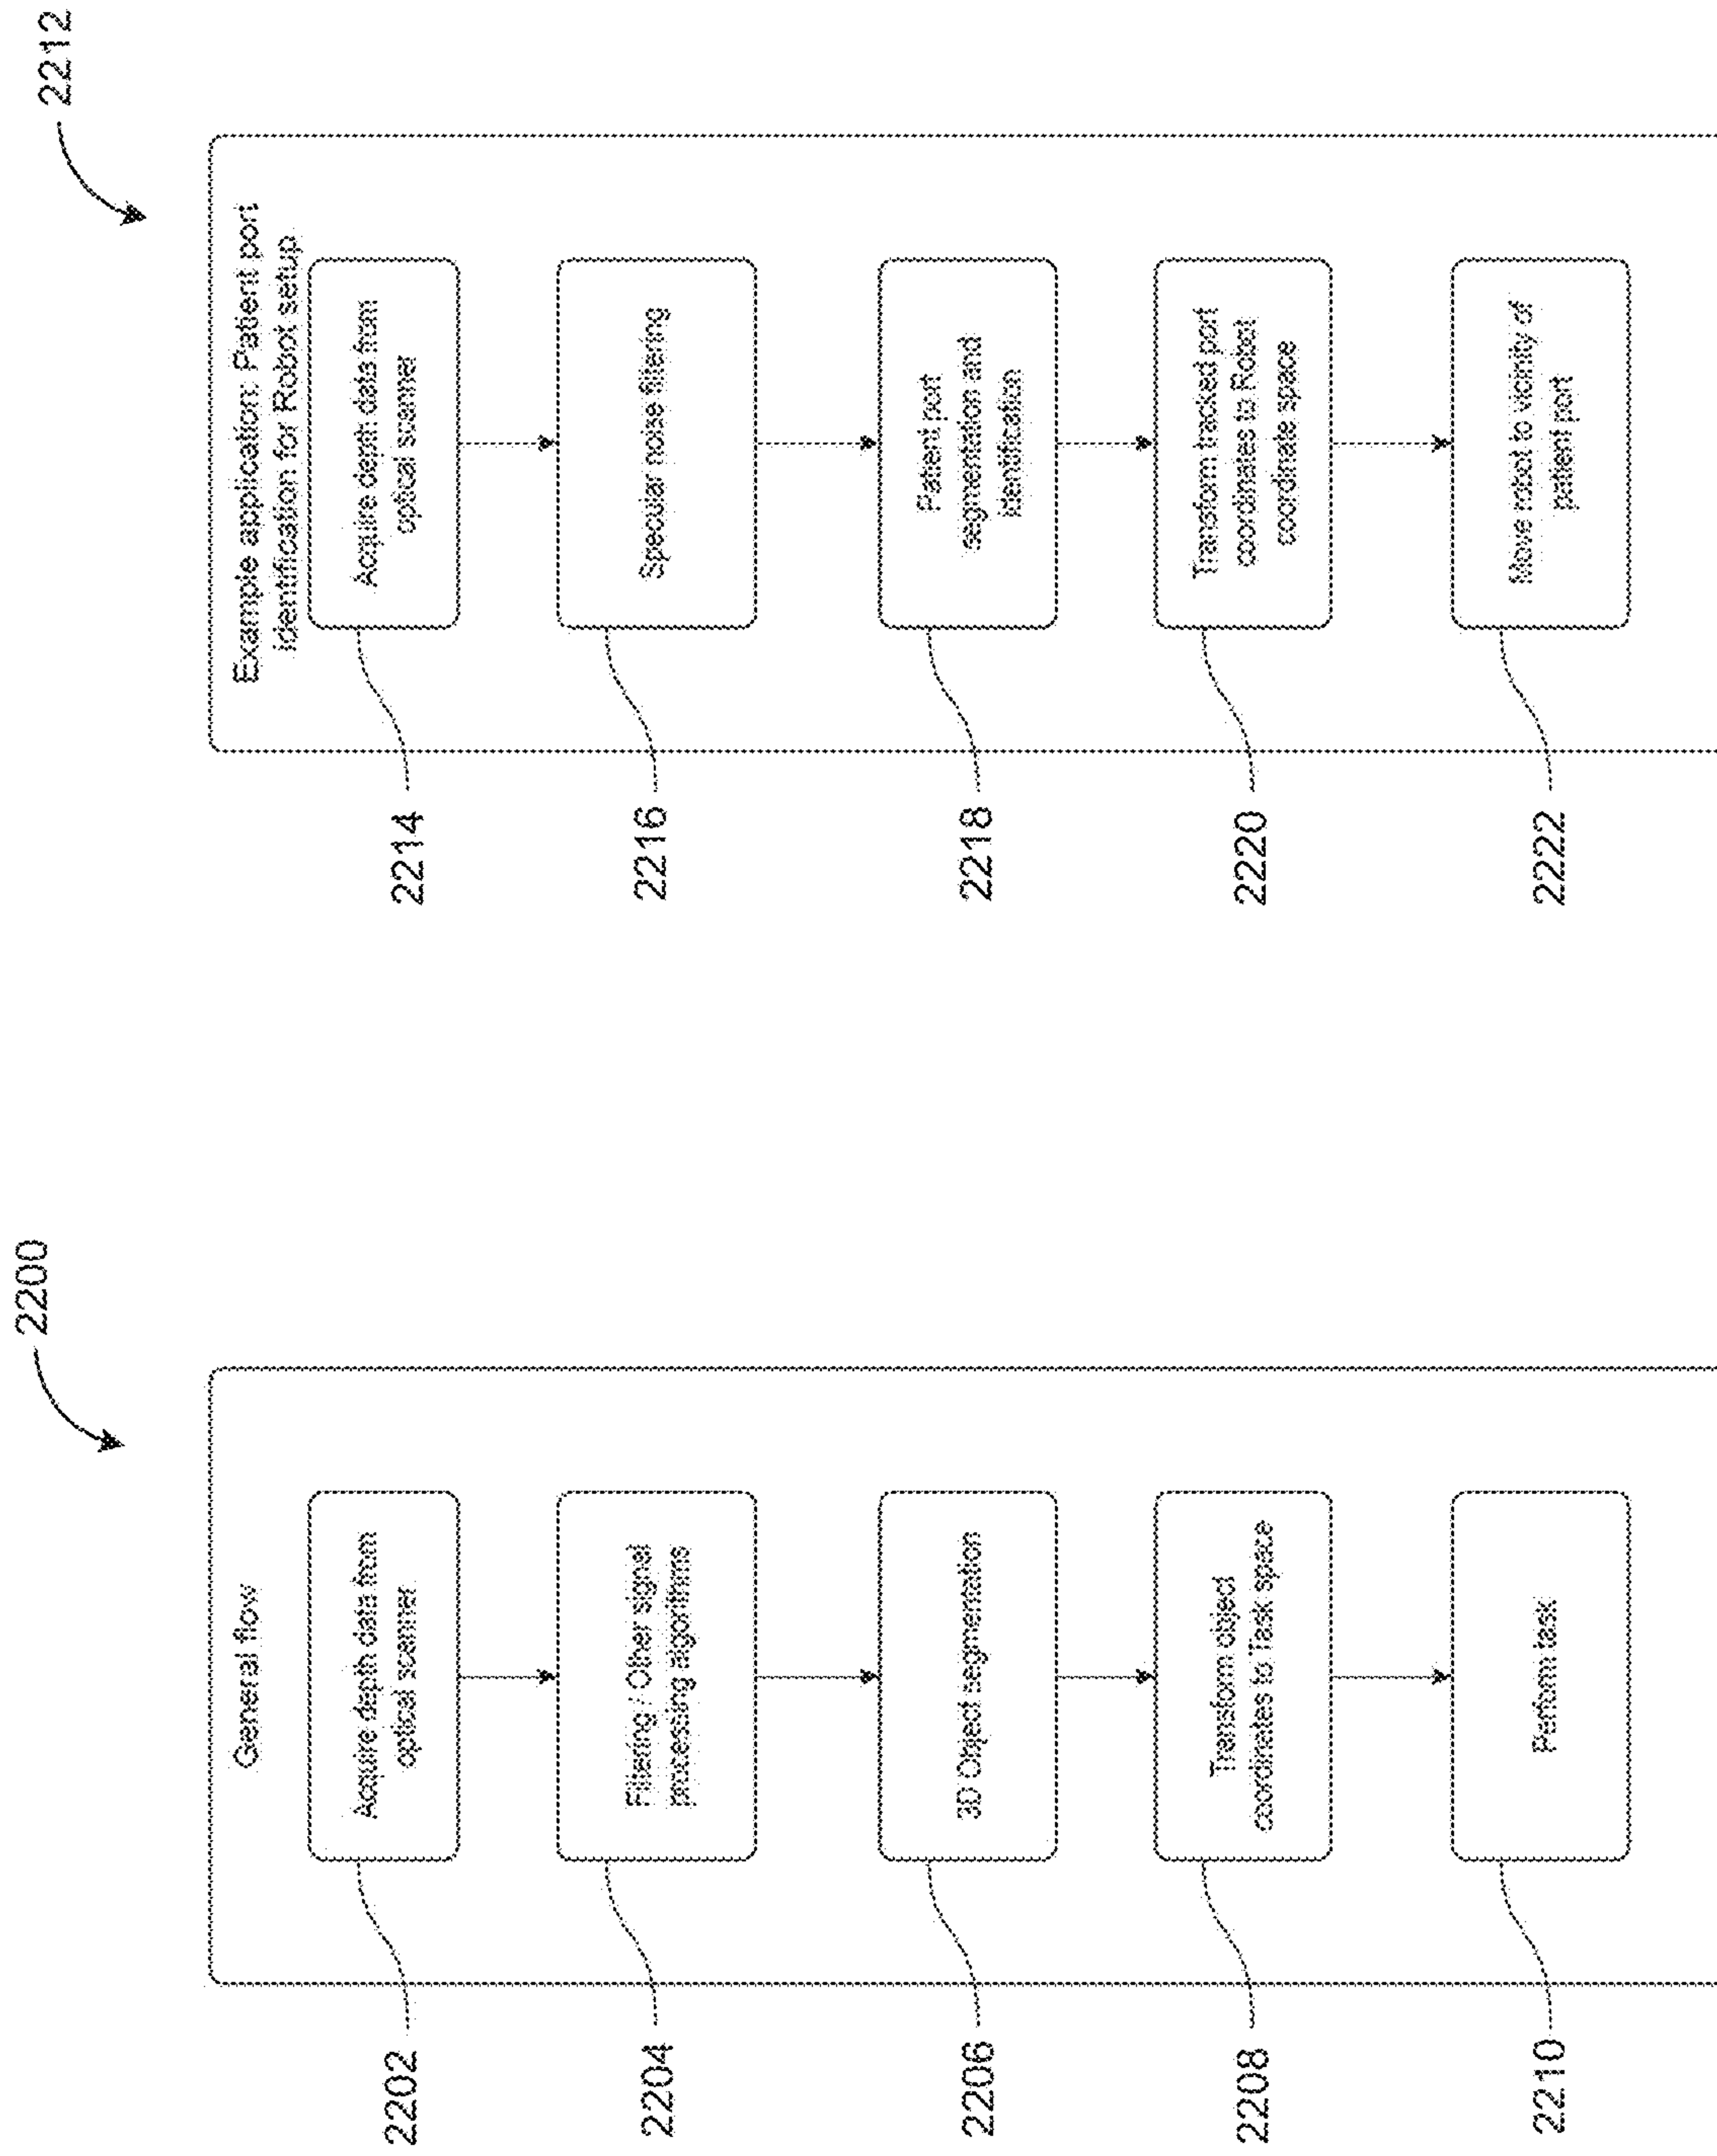 2200
General flow
2202
Acquire depth data from
optical scanner
2204
Filtering / Other signal
processing algorithms
2206
3D Object segmentation
2208
Transform object
coordinates to Task space
2210
Perform task
2212
Example application: Patient port
identification for Robot setup
2214
Acquire depth data from
optical scanner
2216
Specular noise filtering
2218
Patient port
segmentation and
identification
2220
Transform tracked port
coordinates to Robot
coordinate space
2222
Move robot to vicinity of
patient port